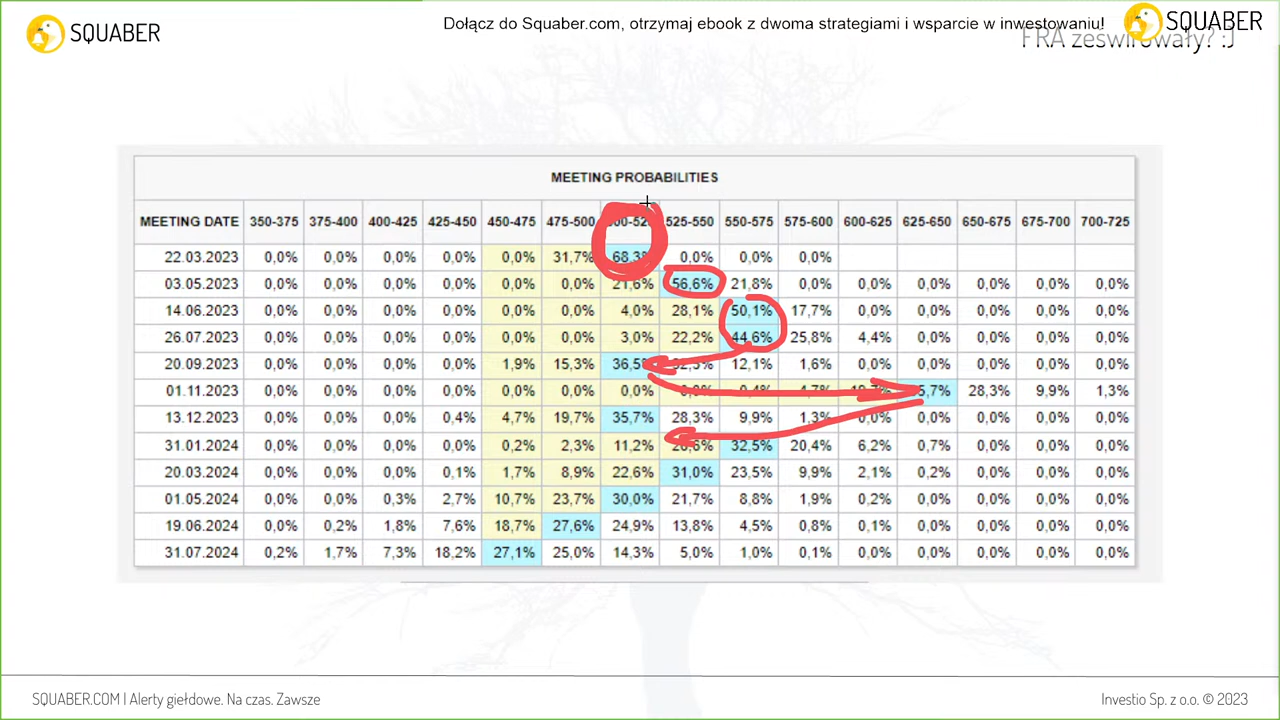 SQUABER
Dołącz do Squaber.com, otrzymaj ebook z dwoma strategiami i wsparcie w inwestowaniu!
SQUABER
FRA ześwirowały? :)
MEETING PROBABILITIES
MEETING DATE 350-375 375-400 400-425 425-450 450-475 475-500 525-550 550-575 575-600 600-625 625-650 650-675 675-700 700-725
22.03.2023 0,0% 0,0% 0,0% 0,0% 0,0% 31,7% 0,0% 0,0% 0,0%
03.05.2023 0,0% 0,0% 0,0% 0,0% 0,0% 0,0% 21,6% 56,6% 21,8% 0,0% 0,0% 0,0% 0,0% 0,0% 0,0%
14.06.2023 0,0% 0,0% 0,0% 0,0% 0,0% 0,0% 4,0% 28,1% 50,1% 17,7% 0,0% 0,0% 0,0% 0,0% 0,0%
26.07.2023 0,0% 0,0% 0,0% 0,0% 0,0% 0,0% 3,0% 22,2% 44,6% 25,8% 4,4% 0,0% 0,0% 0,0% 0,0%
20.09.2023 0,0% 0,0% 0,0% 0,0% 1,9% 15,3% 12,1% 1,6% 0,0% 0,0% 0,0% 0,0% 0,0%
01.11.2023 0,0% 0,0% 0,0% 0,0% 0,0% 0,0% 0,0% 28,3% 9,9% 1,3%
13.12.2023 0,0% 0,0% 0,0% 0,4% 4,7% 19,7% 35,7% 28,3% 9,9% 1,3% 0,0% 0,0% 0,0% 0,0% 0,0%
31.01.2024 0,0% 0,0% 0,0% 0,0% 0,2% 2,3% 11,2% 32,5% 20,4% 6,2% 0,7% 0,0% 0,0% 0,0%
20.03.2024 0,0% 0,0% 0,0% 0,1% 1,7% 8,9% 22,6% 31,0% 23,5% 9,9% 2,1% 0,2% 0,0% 0,0% 0,0%
01.05.2024 0,0% 0,0% 0,3% 2,7% 10,7% 23,7% 30,0% 21,7% 8,8% 1,9% 0,2% 0,0% 0,0% 0,0% 0,0%
19.06.2024 0,0% 0,2% 1,8% 7,6% 18,7% 27,6% 24,9% 13,8% 4,5% 0,8% 0,1% 0,0% 0,0% 0,0% 0,0%
31.07.2024 0,2% 1,7% 7,3% 18,2% 27,1% 25,0% 14,3% 5,0% 1,0% 0,1% 0,0% 0,0% 0,0% 0,0% 0,0%
SQUABER.COM | Alerty giełdowe. Na czas. Zawsze
Investio Sp. z o.o. © 2023